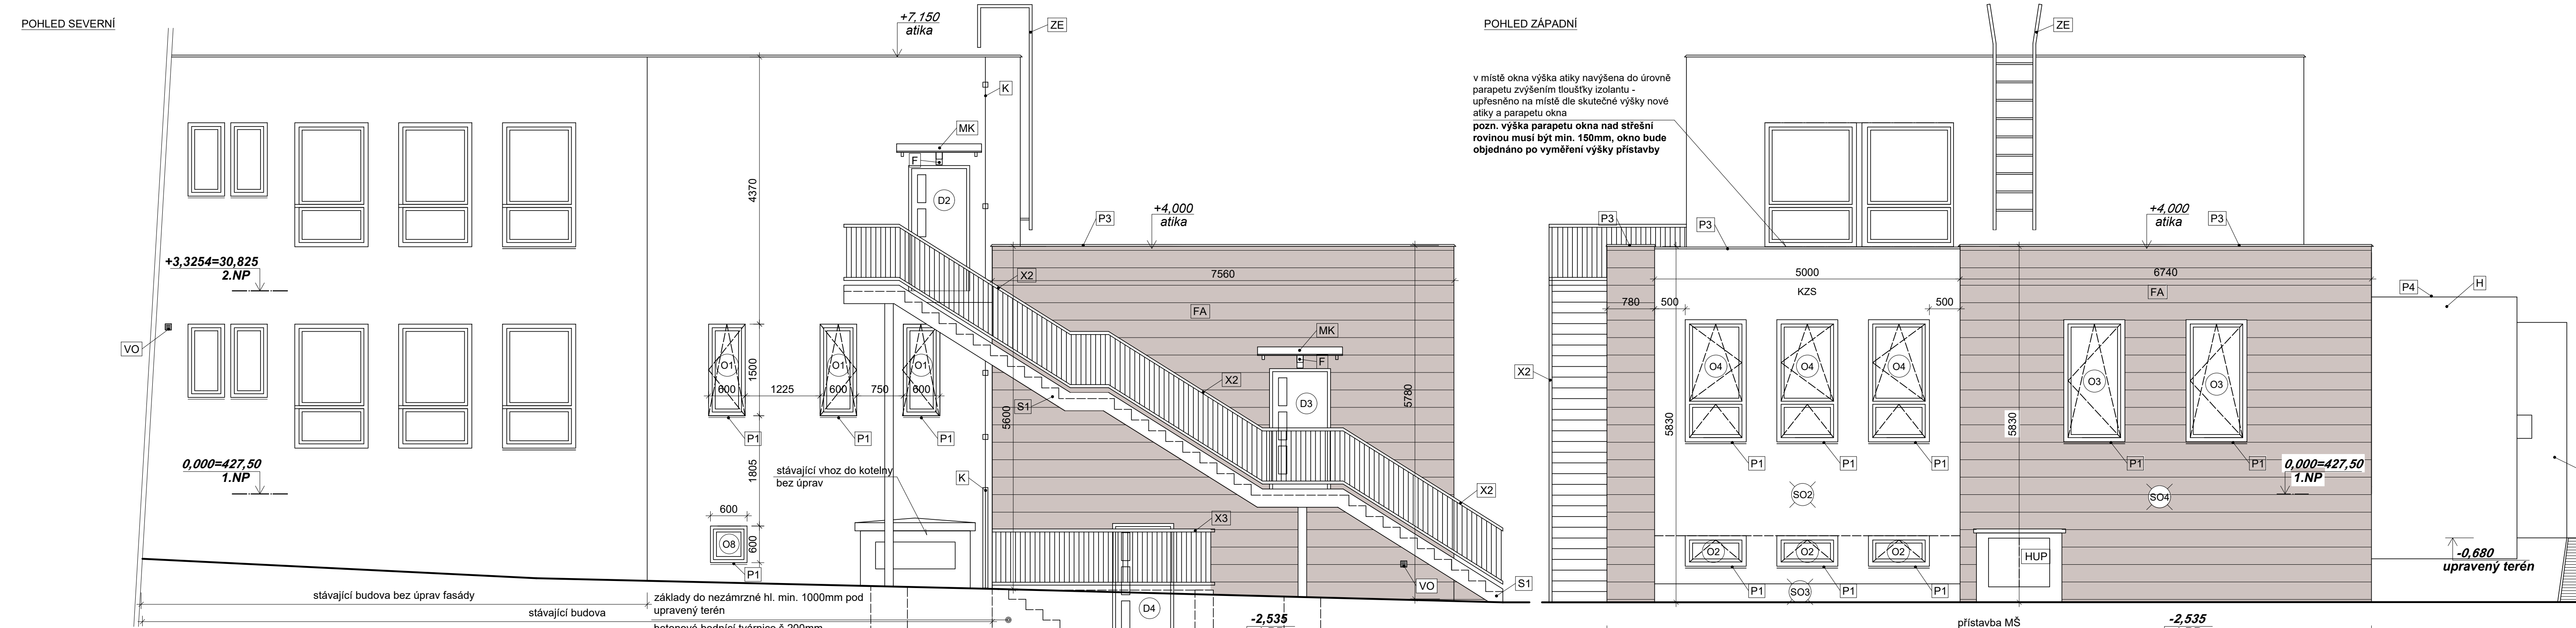 POHLED SEVERNÍ
+7,150
atika
ZE
K
MK
F
D2
4370
P3
+4,000
atika
+3,3254=30,825
2.NP
X2
7560
FA
VO
O1
O1
O1
1500
600
1225
600
750
600
P1
P1
P1
MK
F
X2
D3
S1
5600
5780
0,000=427,50
1.NP
1805
stávající vhoz do kotelny
bez úprav
K
X2
600
O8
600
P1
X3
VO
S1
D4
stávající budova bez úprav fasády
základy do nezámrzné hl. min. 1000mm pod
upravený terén
stávající budova
betonové bednící tvárnice š.200mm
-2,535
POHLED ZÁPADNÍ
ZE
v místě okna výška atiky navýšena do úrovně
parapetu zvýšením tloušťky izolantu -
upřesněno na místě dle skutečné výšky nové
atiky a parapetu okna
pozn. výška parapetu okna nad střešní
rovinou musí být min. 150mm, okno bude
objednáno po vyměření výšky přístavby
P3
P3
+4,000
atika
P3
5000
6740
KZS
FA
P4
H
780
500
500
X2
O4
O4
O4
O3
O3
5830
5830
P1
P1
P1
P1
P1
0,000=427,50
1.NP
SO2
SO4
O2
O2
O2
HUP
-0,680
upravený terén
P1
P1
P1
SO3
přístavba MŠ
-2,535